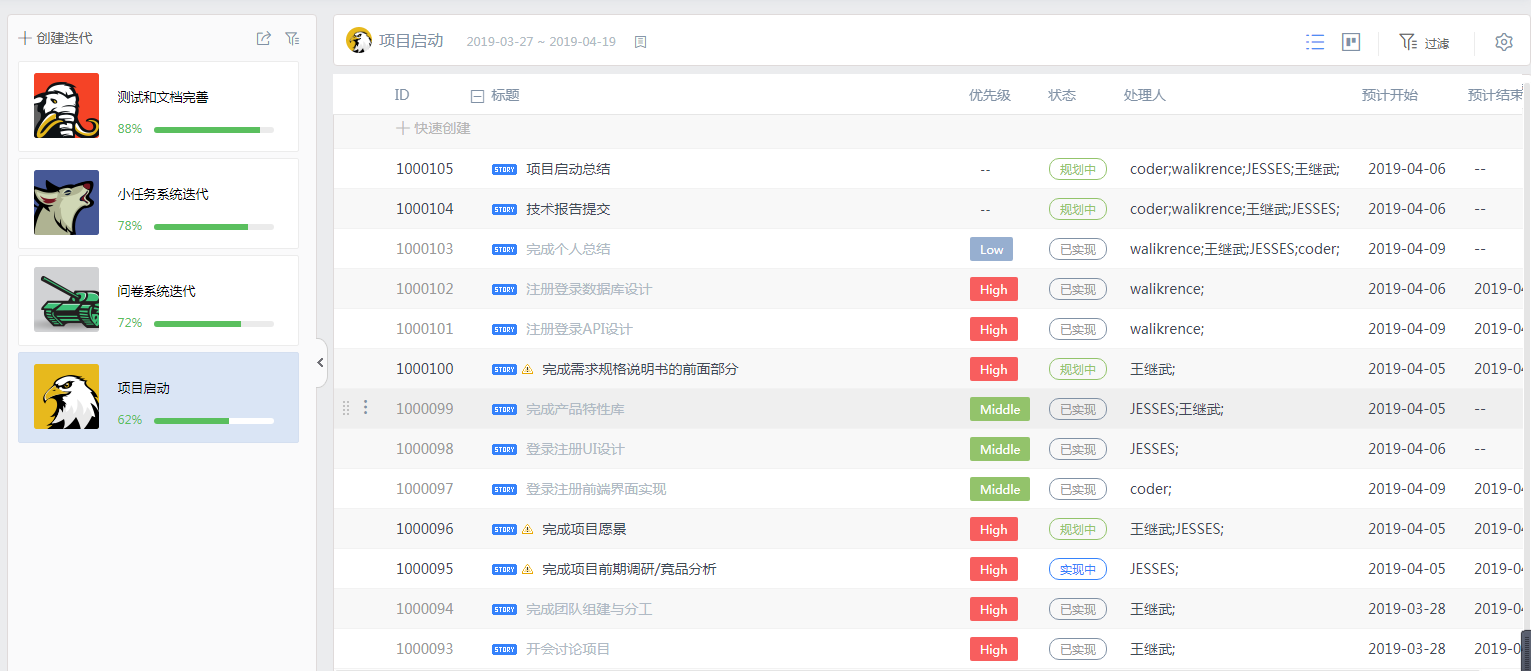 创建迭代
测试和文档完善
88%
小任务系统迭代
78%
问卷系统迭代
72%
项目启动
62%
项目启动 2019-03-27 ~ 2019-04-19 过滤
ID 标题 优先级 状态 处理人 预计开始 预计结束
快速创建
1000105 STORY 项目启动总结 -- 规划中 coder;walikrence;JESSES;王继武; 2019-04-06 --
1000104 STORY 技术报告提交 -- 规划中 coder;walikrence;王继武;JESSES; 2019-04-06 --
1000103 STORY 完成个人总结 Low 已实现 walikrence;王继武;JESSES;coder; 2019-04-09 --
1000102 STORY 注册登录数据库设计 High 已实现 walikrence; 2019-04-06 2019-04
1000101 STORY 注册登录API设计 High 已实现 walikrence; 2019-04-09 2019-04
1000100 STORY 完成需求规格说明书的前面部分 High 规划中 王继武; 2019-04-05 2019-04
1000099 STORY 完成产品特性库 Middle 已实现 JESSES;王继武; 2019-04-05 --
1000098 STORY 登录注册UI设计 Middle 已实现 JESSES; 2019-04-06 --
1000097 STORY 登录注册前端界面实现 Middle 已实现 coder; 2019-04-09 2019-04
1000096 STORY 完成项目愿景 High 规划中 王继武;JESSES; 2019-04-05 2019-04
1000095 STORY 完成项目前期调研/竞品分析 High 实现中 JESSES; 2019-04-05 2019-04
1000094 STORY 完成团队组建与分工 High 已实现 王继武; 2019-03-28 2019-04
1000093 STORY 开会讨论项目 High 已实现 王继武; 2019-03-28 2019-0